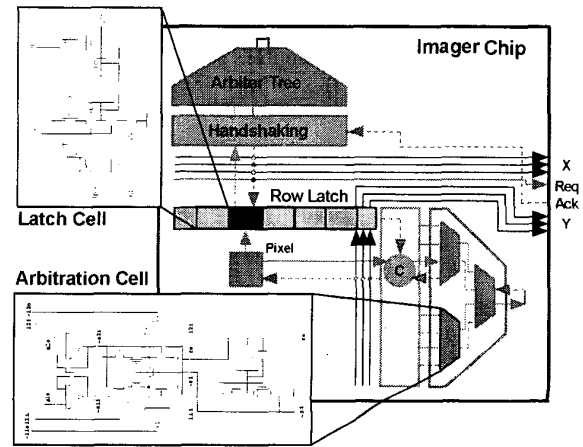 Imager Chip
Arbiter Tree
Handshaking
X
Req
Ack
Y
Row Latch
Latch Cell
Pixel
C
Arbitration Cell